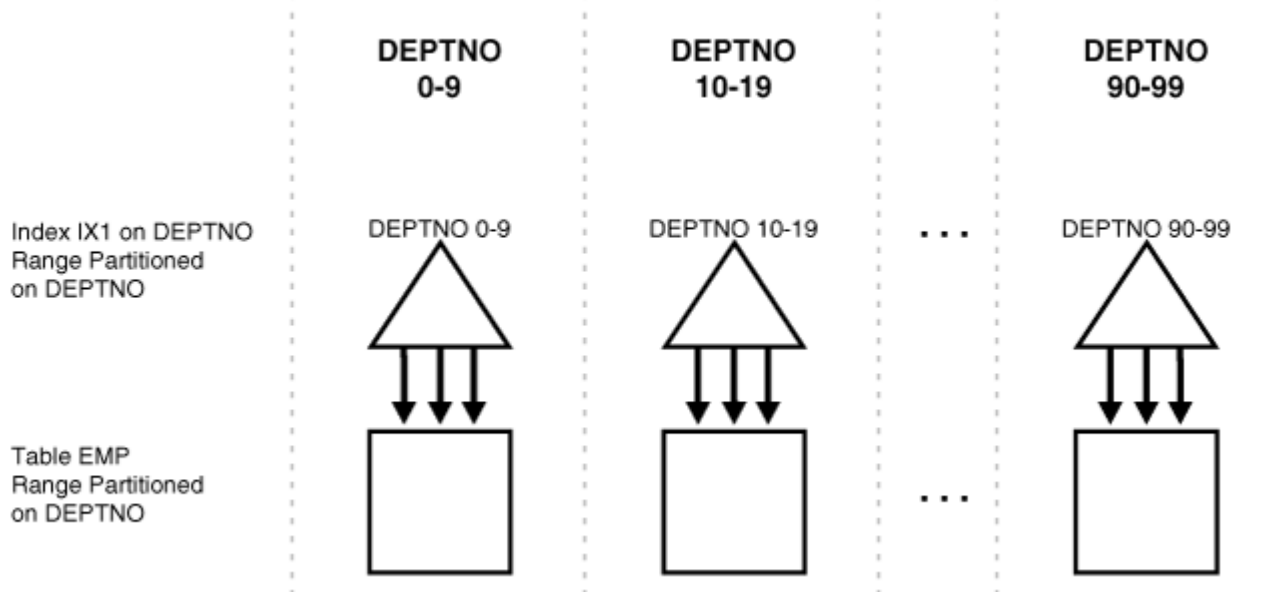 DEPTNO
0-9
DEPTNO
10-19
DEPTNO
90-99
Index IX1 on DEPTNO
Range Partitioned
on DEPTNO
DEPTNO 0-9
DEPTNO 10-19
. . .
DEPTNO 90-99
Table EMP
Range Partitioned
on DEPTNO
. . .